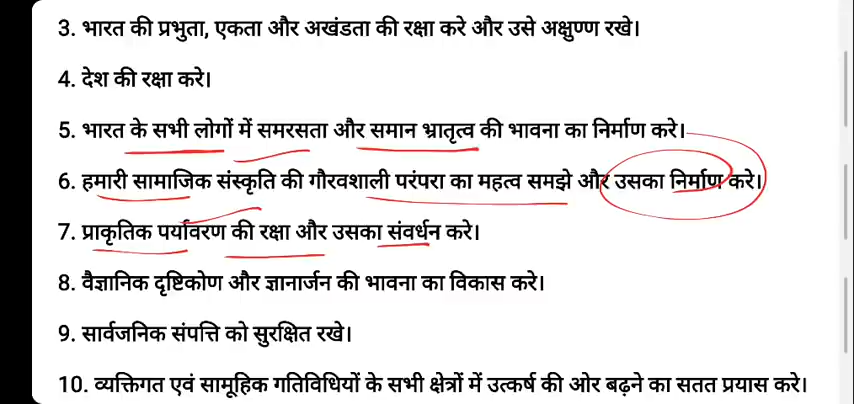 3. भारत की प्रभुता, एकता और अखंडता की रक्षा करे और उसे अक्षुण्ण रखे।
4. देश की रक्षा करे।
5. भारत के सभी लोगों में समरसता और समान भ्रातृत्व की भावना का निर्माण करे।
6. हमारी सामाजिक संस्कृति की गौरवशाली परंपरा का महत्व समझे और उसका निर्माण करे।
7. प्राकृतिक पर्यावरण की रक्षा और उसका संवर्धन करे।
8. वैज्ञानिक दृष्टिकोण और ज्ञानार्जन की भावना का विकास करे।
9. सार्वजनिक संपत्ति को सुरक्षित रखे।
10. व्यक्तिगत एवं सामूहिक गतिविधियों के सभी क्षेत्रों में उत्कर्ष की ओर बढ़ने का सतत प्रयास करे।